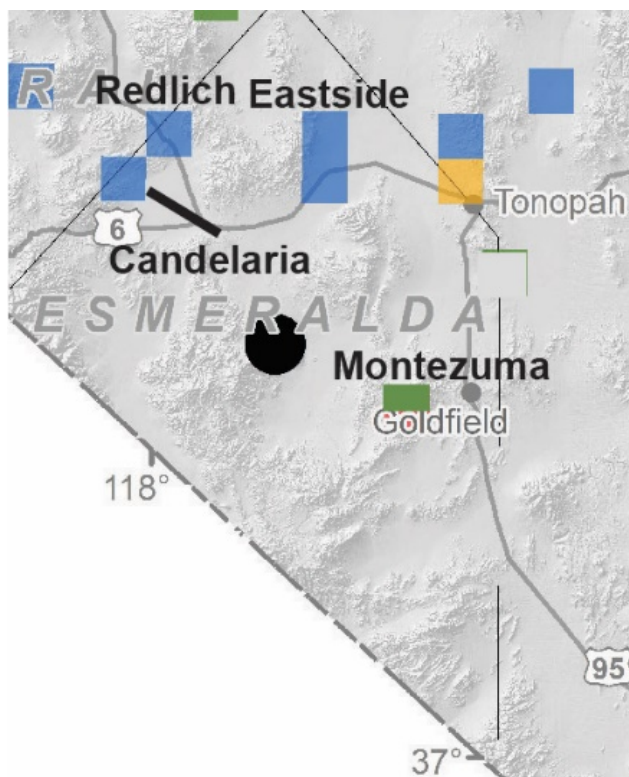 R A L
Redlich Eastside
6
Tonopah
Candelaria
ESMERALDA
Montezuma
Goldfield
118°
95
37°